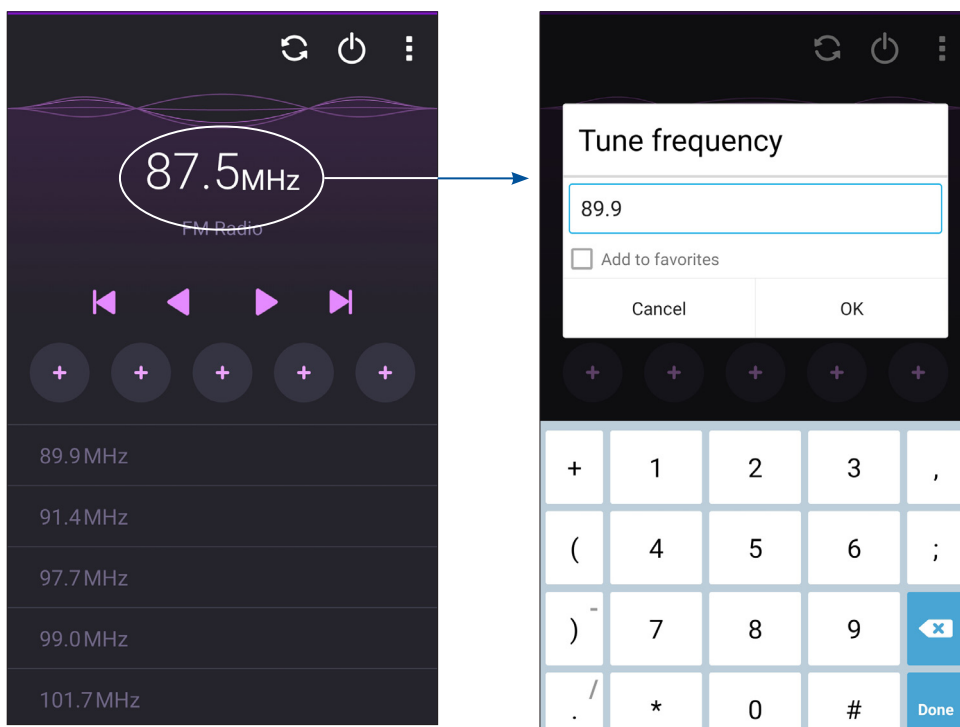 87.5MHz
FM Radio
+ + + + +
89.9MHz
91.4MHz
97.7MHz
99.0MHz
101.7MHz
Tune frequency
89.9
Add to favorites
Cancel OK
+ + + + +
+ 1 2 3 ,
( 4 5 6 ;
) - 7 8 9
. / * 0 # Done